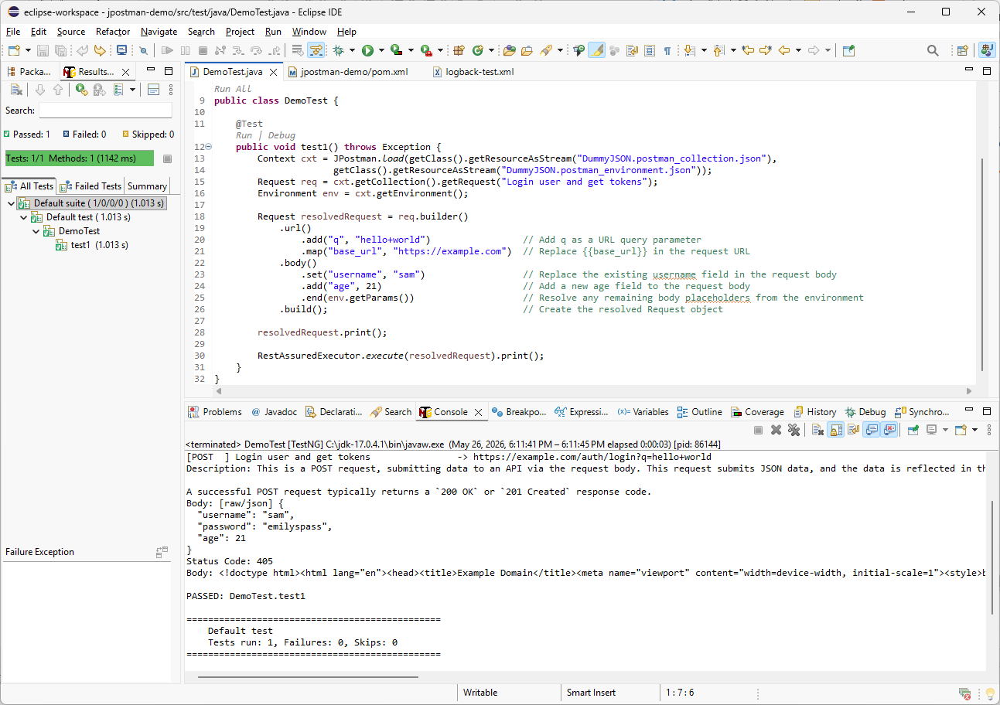 eclipse-workspace - jpostman-demo/src/test/java/DemoTest.java - Eclipse IDE
File Edit Source Refactor Navigate Search Project Run Window Help
Packa... Results...
Search:
Passed: 1 Failed: 0 Skipped: 0
Tests: 1/1 Methods: 1 (1142 ms)
All Tests Failed Tests Summary
Default suite ( 1/0/0/0 ) (1.013 s)
Default test ( 1.013 s)
DemoTest
test1 (1.013 s)
Failure Exception
DemoTest.java jpostman-demo/pom.xml logback-test.xml
Run All
9 public class DemoTest {
10
11 @Test
Run | Debug
12 public void test1() throws Exception {
13 Context cxt = JPostman.load(getClass().getResourceAsStream("DummyJSON.postman_collection.json"),
14 getClass().getResourceAsStream("DummyJSON.postman_environment.json"));
15 Request req = cxt.getCollection().getRequest("Login user and get tokens");
16 Environment env = cxt.getEnvironment();
17
18 Request resolvedRequest = req.builder()
19 .url()
20 .add("q", "hello+world") // Add q as a URL query parameter
21 .map("base_url", "https://example.com") // Replace {{base_url}} in the request URL
22 .body()
23 .set("username", "sam") // Replace the existing username field in the request body
24 .add("age", 21) // Add a new age field to the request body
25 .end(env.getParams()) // Resolve any remaining body placeholders from the environment
26 .build(); // Create the resolved Request object
27
28 resolvedRequest.print();
29
30 RestAssuredExecutor.execute(resolvedRequest).print();
31 }
32 }
Problems @ Javadoc Declarati... Search Console Breakpo... Expressi... (x)= Variables Outline Coverage History Debug Synchro...
<terminated> DemoTest [TestNG] C:\jdk-17.0.4.1\bin\javaw.exe (May 26, 2026, 6:11:41 PM – 6:11:45 PM elapsed 0:00:03) [pid: 86144]
[POST ] Login user and get tokens -> https://example.com/auth/login?q=hello+world
Description: This is a POST request, submitting data to an API via the request body. This request submits JSON data, and the data is reflected in th
A successful POST request typically returns a `200 OK` or `201 Created` response code.
Body: [raw/json] {
"username": "sam",
"password": "emilyspass",
"age": 21
}
Status Code: 405
Body: <!doctype html><html lang="en"><head><title>Example Domain</title><meta name="viewport" content="width=device-width, initial-scale=1"><style>b
PASSED: DemoTest.test1
===============================================
Default test
Tests run: 1, Failures: 0, Skips: 0
===============================================
Writable Smart Insert 1 : 7 : 6